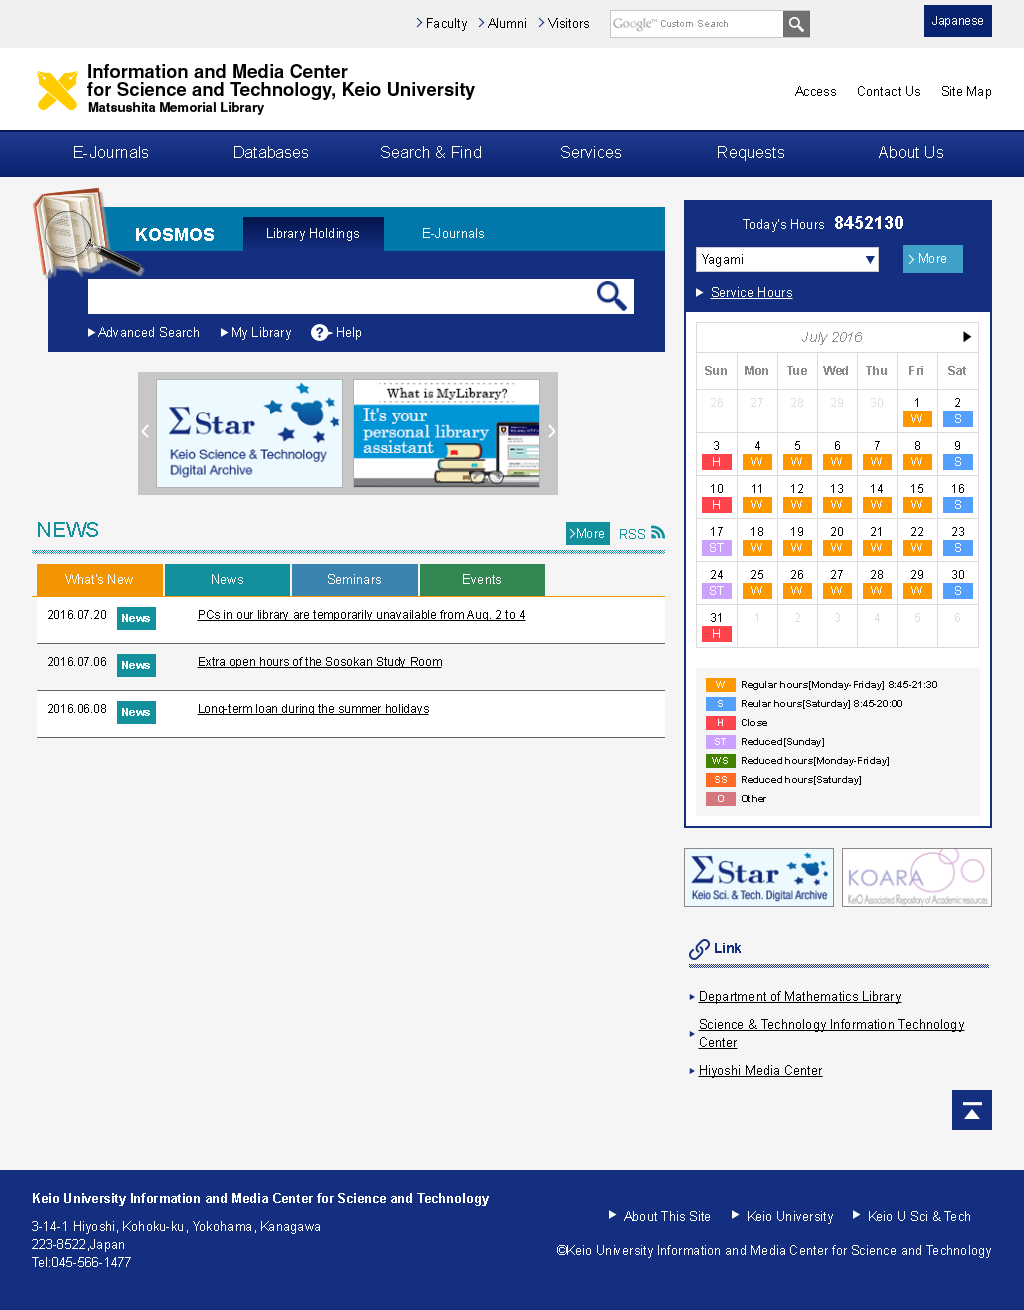 Faculty Alumni Visitors Google™ Custom Search Japanese
Information and Media Center
for Science and Technology, Keio University
Matsushita Memorial Library
Access Contact Us Site Map
E-Journals Databases Search & Find Services Requests About Us
KOSMOS Library Holdings E-Journals
Advanced Search My Library ? Help
Today's Hours 8452130
Yagami More
Service Hours
July 2016
Sun Mon Tue Wed Thu Fri Sat
26 27 28 29 30 1 2
W S
3 4 5 6 7 8 9
H W W W W W S
10 11 12 13 14 15 16
H W W W W W S
17 18 19 20 21 22 23
ST W W W W W S
24 25 26 27 28 29 30
ST W W W W W S
31 1 2 3 4 5 6
H
W Regular hours[Monday-Friday] 8:45-21:30
S Reular hours[Saturday] 8:45-20:00
H Close
ST Reduced[Sunday]
WS Reduced hours[Monday-Friday]
SS Reduced hours[Saturday]
O Other
ΣStar
Keio Science & Technology
Digital Archive
What is MyLibrary?
It's your
personal library
assistant
NEWS More RSS
What's New News Seminars Events
2016.07.20 News PCs in our library are temporarily unavailable from Aug. 2 to 4
2016.07.06 News Extra open hours of the Sosokan Study Room
2016.06.08 News Long-term loan during the summer holidays
ΣStar
Keio Sci. & Tech. Digital Archive
KOARA
KeiO Associated Repository of Academic resources
Link
Department of Mathematics Library
Science & Technology Information Technology
Center
Hiyoshi Media Center
Keio University Information and Media Center for Science and Technology
3-14-1 Hiyoshi, Kohoku-ku, Yokohama, Kanagawa
223-8522,Japan
Tel:045-566-1477
About This Site Keio University Keio U Sci & Tech
©Keio University Information and Media Center for Science and Technology